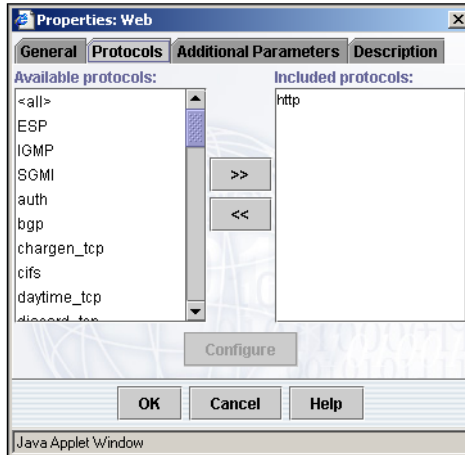 Properties: Web
General Protocols Additional Parameters Description
Available protocols:
Included protocols:
<all>
ESP
IGMP
SGMI
auth
bgp
chargen_tcp
cifs
daytime_tcp
discard_tcp
http
>>
<<
Configure
OK Cancel Help
Java Applet Window